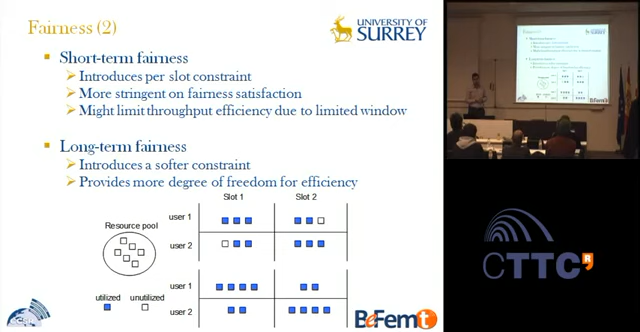 Fairness (2)
UNIVERSITY OF
SURREY
Short-term fairness
Introduces per slot constraint
More stringent on fairness satisfaction
Might limit throughput efficiency due to limited window
Long-term fairness
Introduces a softer constraint
Provides more degree of freedom for efficiency
Slot 1
Slot 2
Resource pool
user 1
user 2
user 1
user 2
utilized
unutilized
BeFemt
CTTC